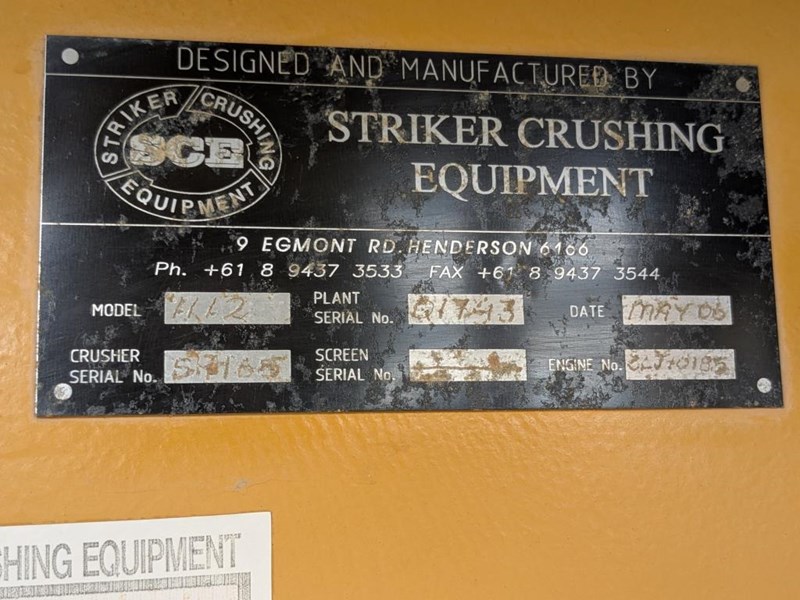 DESIGNED AND MANUFACTURED BY
STRIKER CRUSHING EQUIPMENT
SCE
STRIKER CRUSHING
EQUIPMENT
9 EGMONT RD. HENDERSON 6166
Ph. +61 8 9437 3533 FAX +61 8 9437 3544
MODEL
PLANT SERIAL No.
DATE MAY 06
CRUSHER SERIAL No.
SCREEN SERIAL No.
ENGINE No.
SHING EQUIPMENT